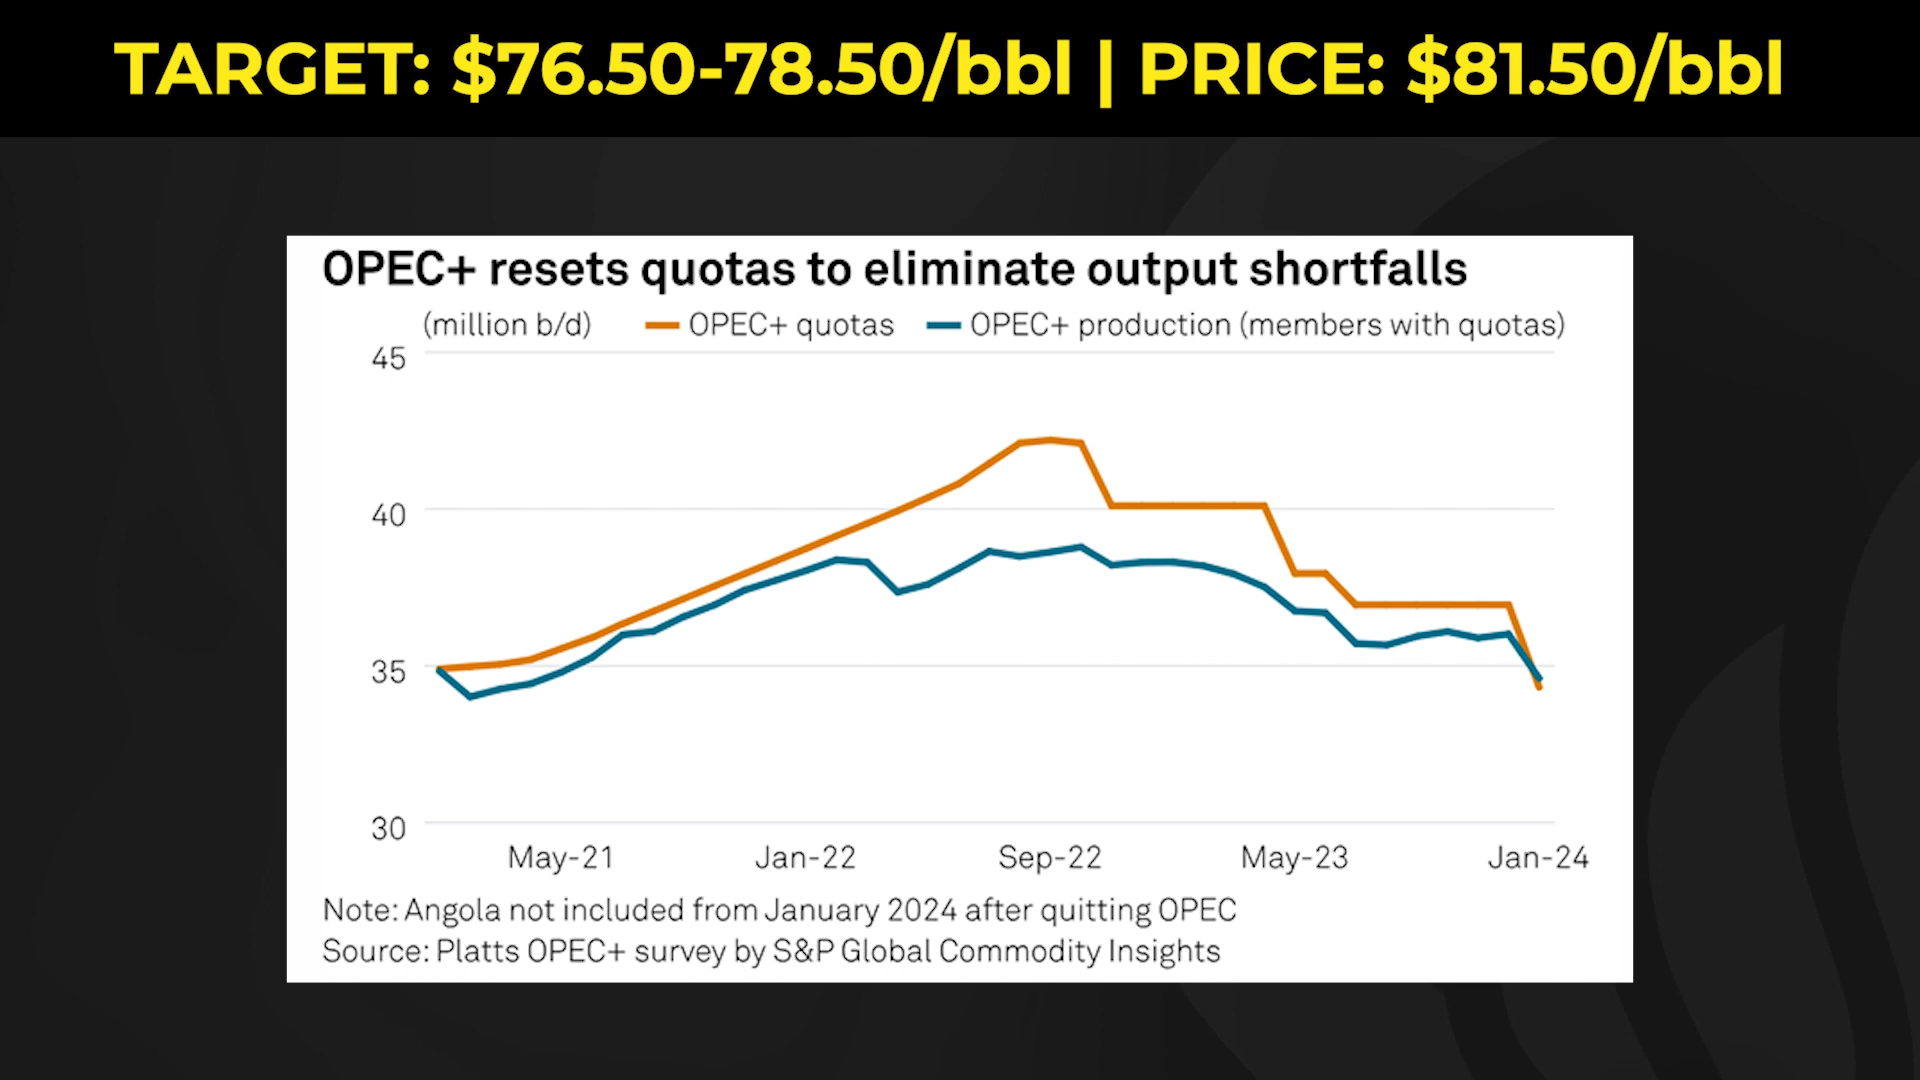 TARGET: $76.50-78.50/bbl | PRICE: $81.50/bbl
OPEC+ resets quotas to eliminate output shortfalls
(million b/d) OPEC+ quotas OPEC+ production (members with quotas)
45
40
35
30
May-21 Jan-22 Sep-22 May-23 Jan-24
Note: Angola not included from January 2024 after quitting OPEC
Source: Platts OPEC+ survey by S&P Global Commodity Insights